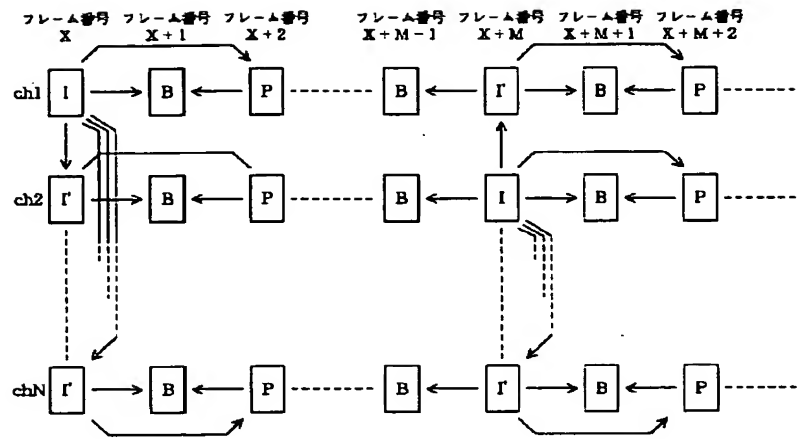 フレーム番号 フレーム番号 フレーム番号 フレーム番号 フレーム番号 フレーム番号 フレーム番号
X X+1 X+2 X+M-1 X+M X+M+1 X+M+2
ch1 I B P B I' B P
ch2 I' B P B I B P
chN I' B P B I' B P